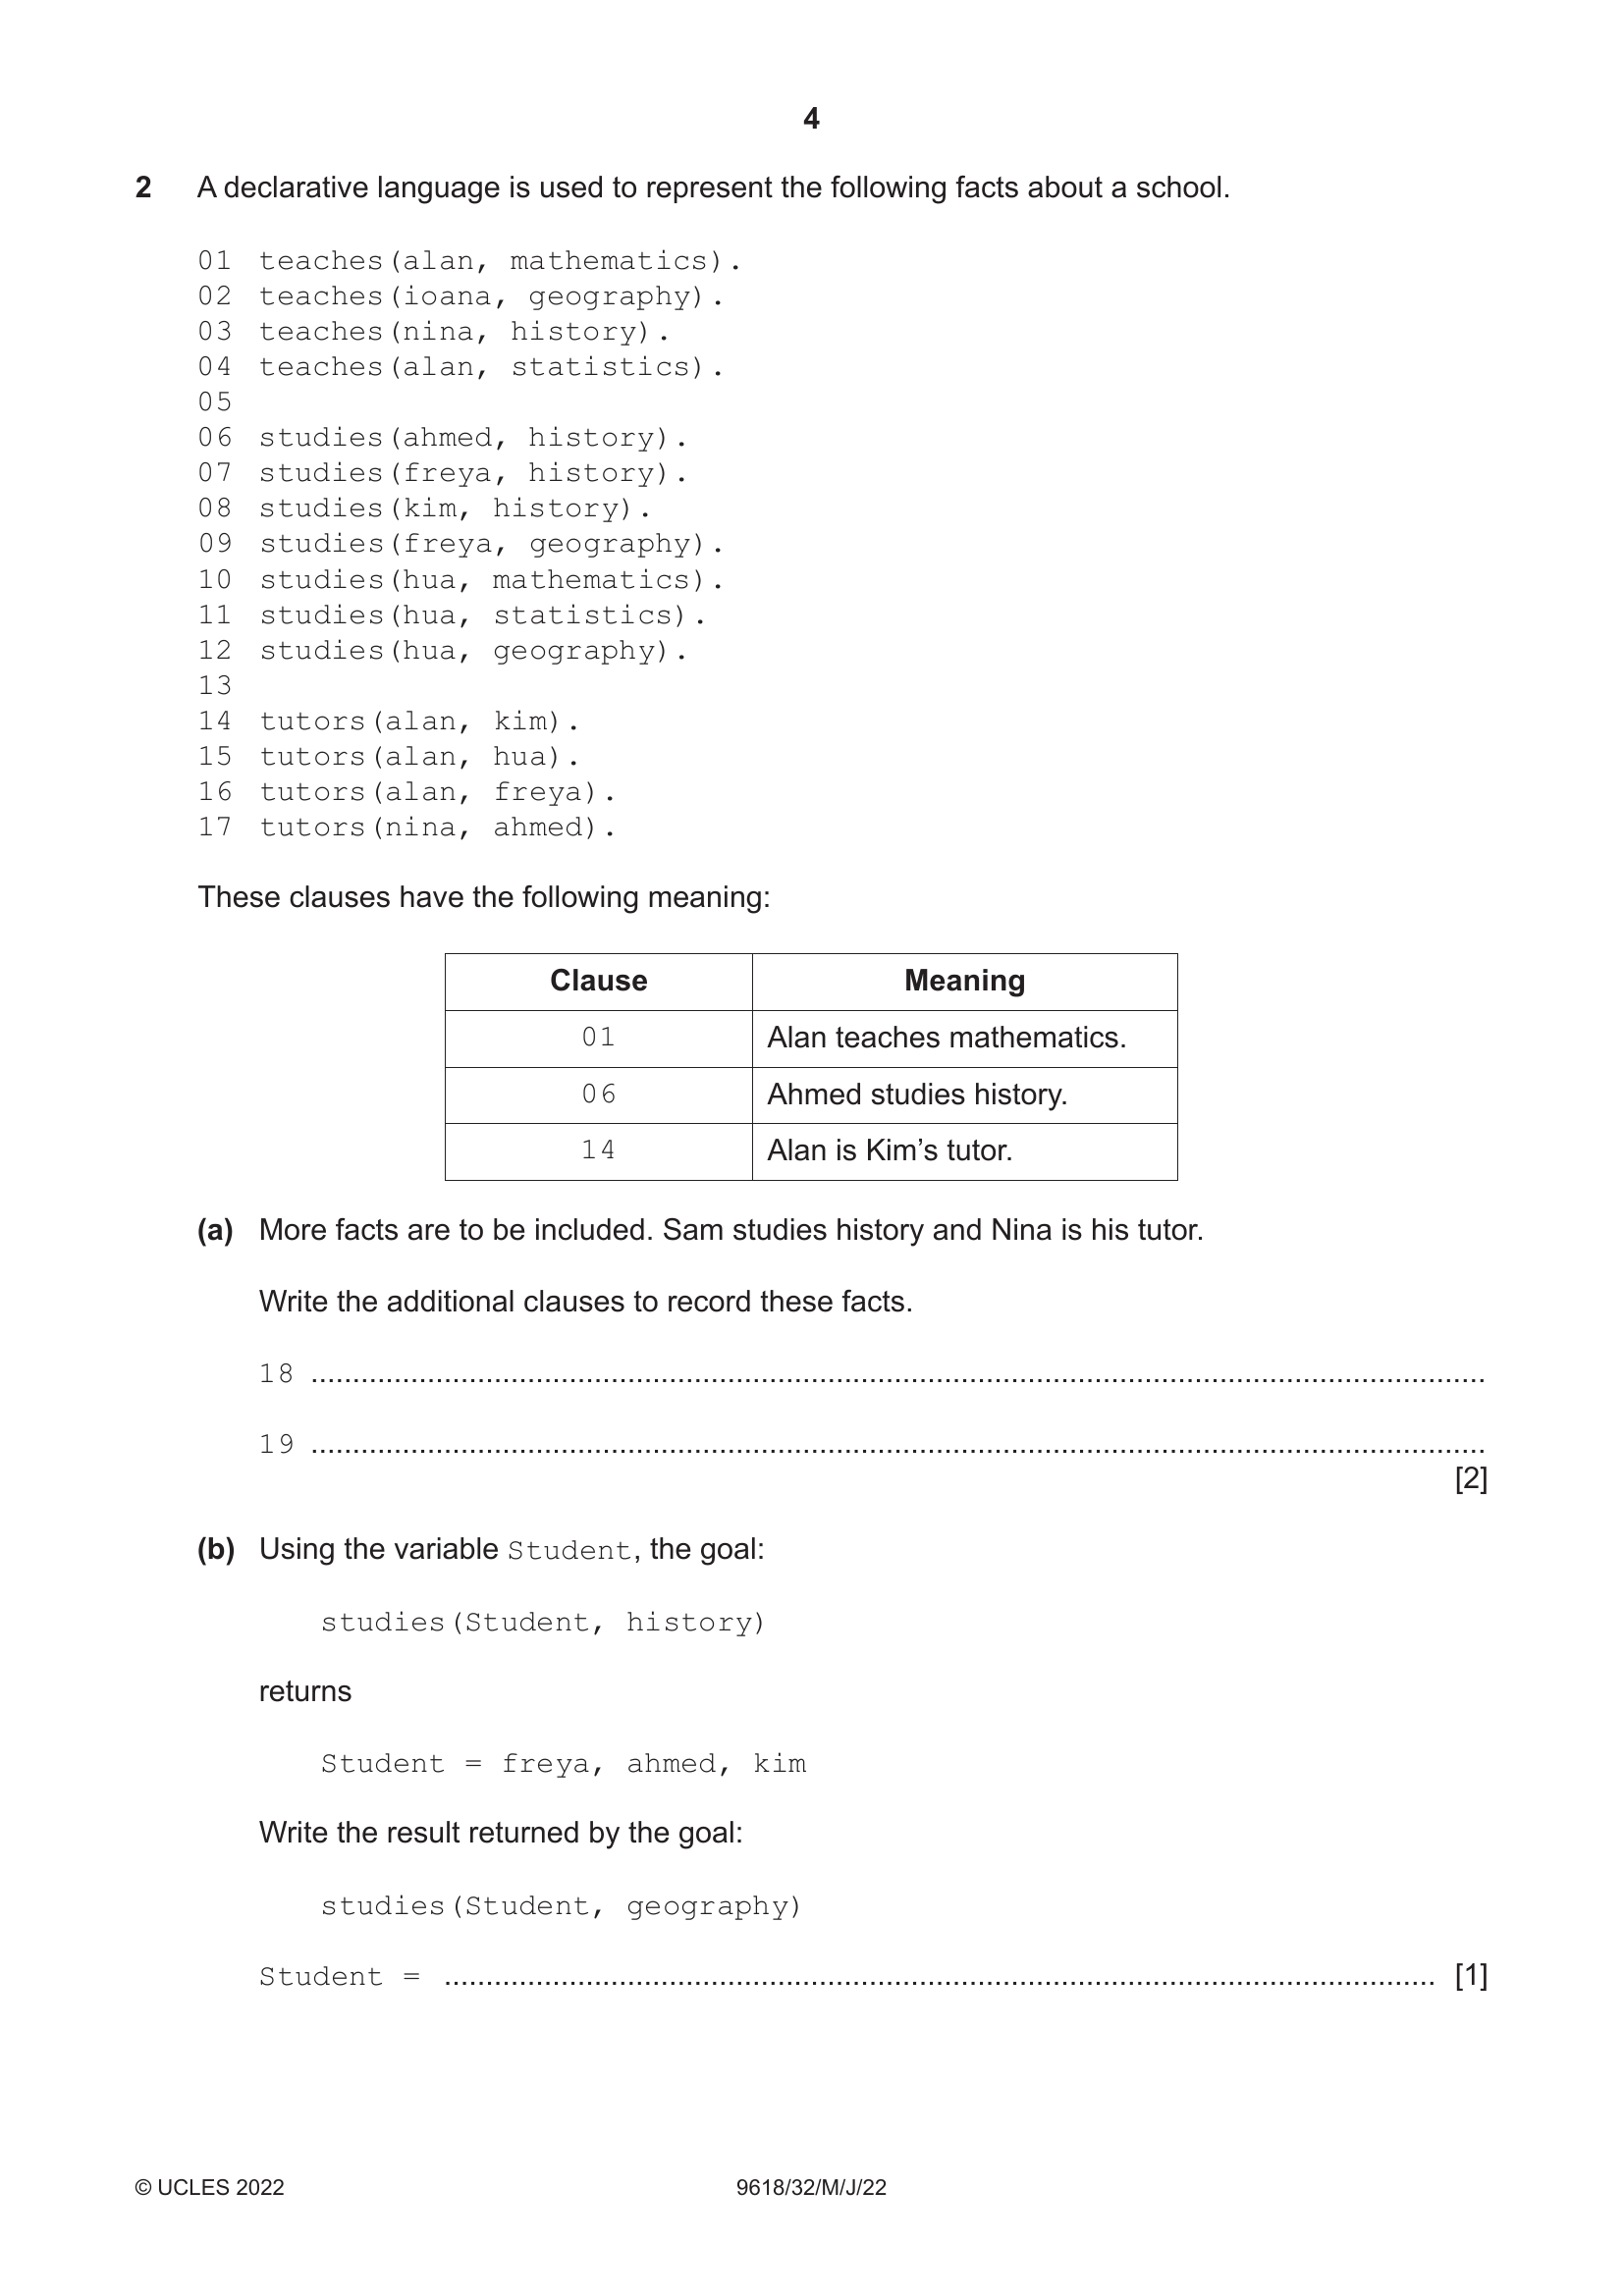 4
2 A declarative language is used to represent the following facts about a school.
01 teaches(alan, mathematics).
02 teaches(ioana, geography).
03 teaches(nina, history).
04 teaches(alan, statistics).
05
06 studies(ahmed, history).
07 studies(freya, history).
08 studies(kim, history).
09 studies(freya, geography).
10 studies(hua, mathematics).
11 studies(hua, statistics).
12 studies(hua, geography).
13
14 tutors(alan, kim).
15 tutors(alan, hua).
16 tutors(alan, freya).
17 tutors(nina, ahmed).
These clauses have the following meaning:
Clause Meaning
01 Alan teaches mathematics.
06 Ahmed studies history.
14 Alan is Kim’s tutor.
(a) More facts are to be included. Sam studies history and Nina is his tutor.
Write the additional clauses to record these facts.
18 ................................................................
19 ................................................................
[2]
(b) Using the variable Student, the goal:
studies(Student, history)
returns
Student = freya, ahmed, kim
Write the result returned by the goal:
studies(Student, geography)
Student = ................................................................ [1]
© UCLES 2022 9618/32/M/J/22